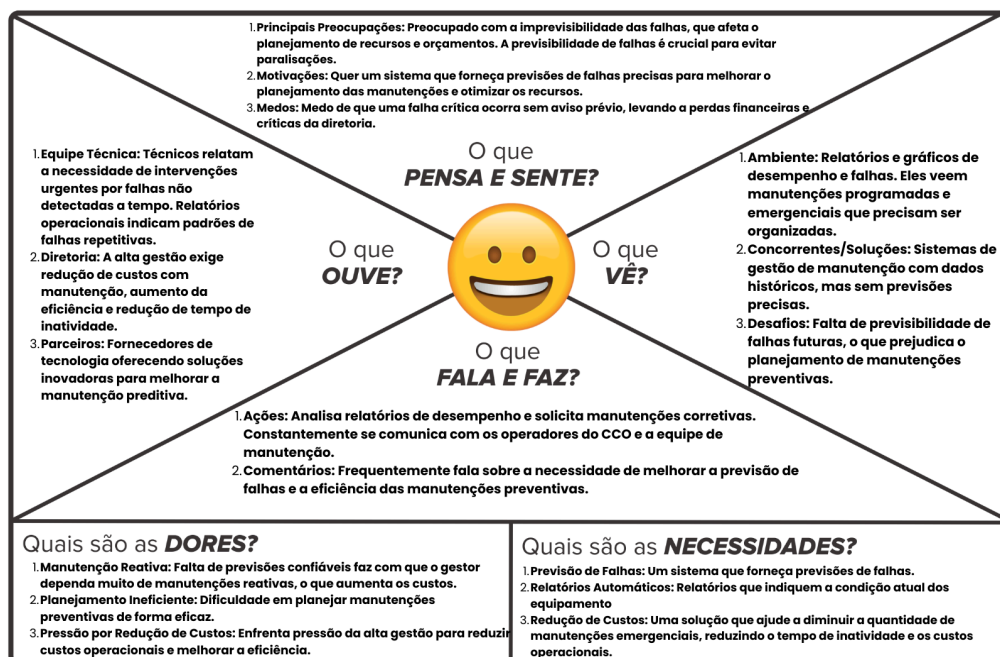 1. Principais Preocupações: Preocupado com a imprevisibilidade das falhas, que afeta o
planejamento de recursos e orçamentos. A previsibilidade de falhas é crucial para evitar
paralisações.
2. Motivações: Quer um sistema que forneça previsões de falhas precisas para melhorar o
planejamento das manutenções e otimizar os recursos.
3. Medos: Medo de que uma falha crítica ocorra sem aviso prévio, levando a perdas financeiras e
críticas da diretoria.
O que
PENSA E SENTE?
1. Equipe Técnica: Técnicos relatam
a necessidade de intervenções
urgentes por falhas não
detectadas a tempo. Relatórios
operacionais indicam padrões de
falhas repetitivas.
2. Diretoria: A alta gestão exige
redução de custos com
manutenção, aumento da
eficiência e redução de tempo de
inatividade.
3. Parceiros: Fornecedores de
tecnologia oferecendo soluções
inovadoras para melhorar a
manutenção preditiva.
O que
OUVE?
O que
VÊ?
1. Ambiente: Relatórios e gráficos de
desempenho e falhas. Eles veem
manutenções programadas e
emergenciais que precisam ser
organizadas.
2. Concorrentes/Soluções: Sistemas de
gestão de manutenção com dados
históricos, mas sem previsões
precisas.
3. Desafios: Falta de previsibilidade de
falhas futuras, o que prejudica o
planejamento de manutenções
preventivas.
O que
FALA E FAZ?
1. Ações: Analisa relatórios de desempenho e solicita manutenções corretivas.
Constantemente se comunica com os operadores do CCO e a equipe de
manutenção.
2. Comentários: Frequentemente fala sobre a necessidade de melhorar a previsão de
falhas e a eficiência das manutenções preventivas.
Quais são as DORES?
1. Manutenção Reativa: Falta de previsões confiáveis faz com que o gestor
dependa muito de manutenções reativas, o que aumenta os custos.
2. Planejamento Ineficiente: Dificuldade em planejar manutenções
preventivas de forma eficaz.
3. Pressão por Redução de Custos: Enfrenta pressão da alta gestão para reduzir
custos operacionais e melhorar a eficiência.
Quais são as NECESSIDADES?
1. Previsão de Falhas: Um sistema que forneça previsões de falhas.
2. Relatórios Automáticos: Relatórios que indiquem a condição atual dos
equipamento
3. Redução de Custos: Uma solução que ajude a diminuir a quantidade de
manutenções emergenciais, reduzindo o tempo de inatividade e os custos
operacionais.